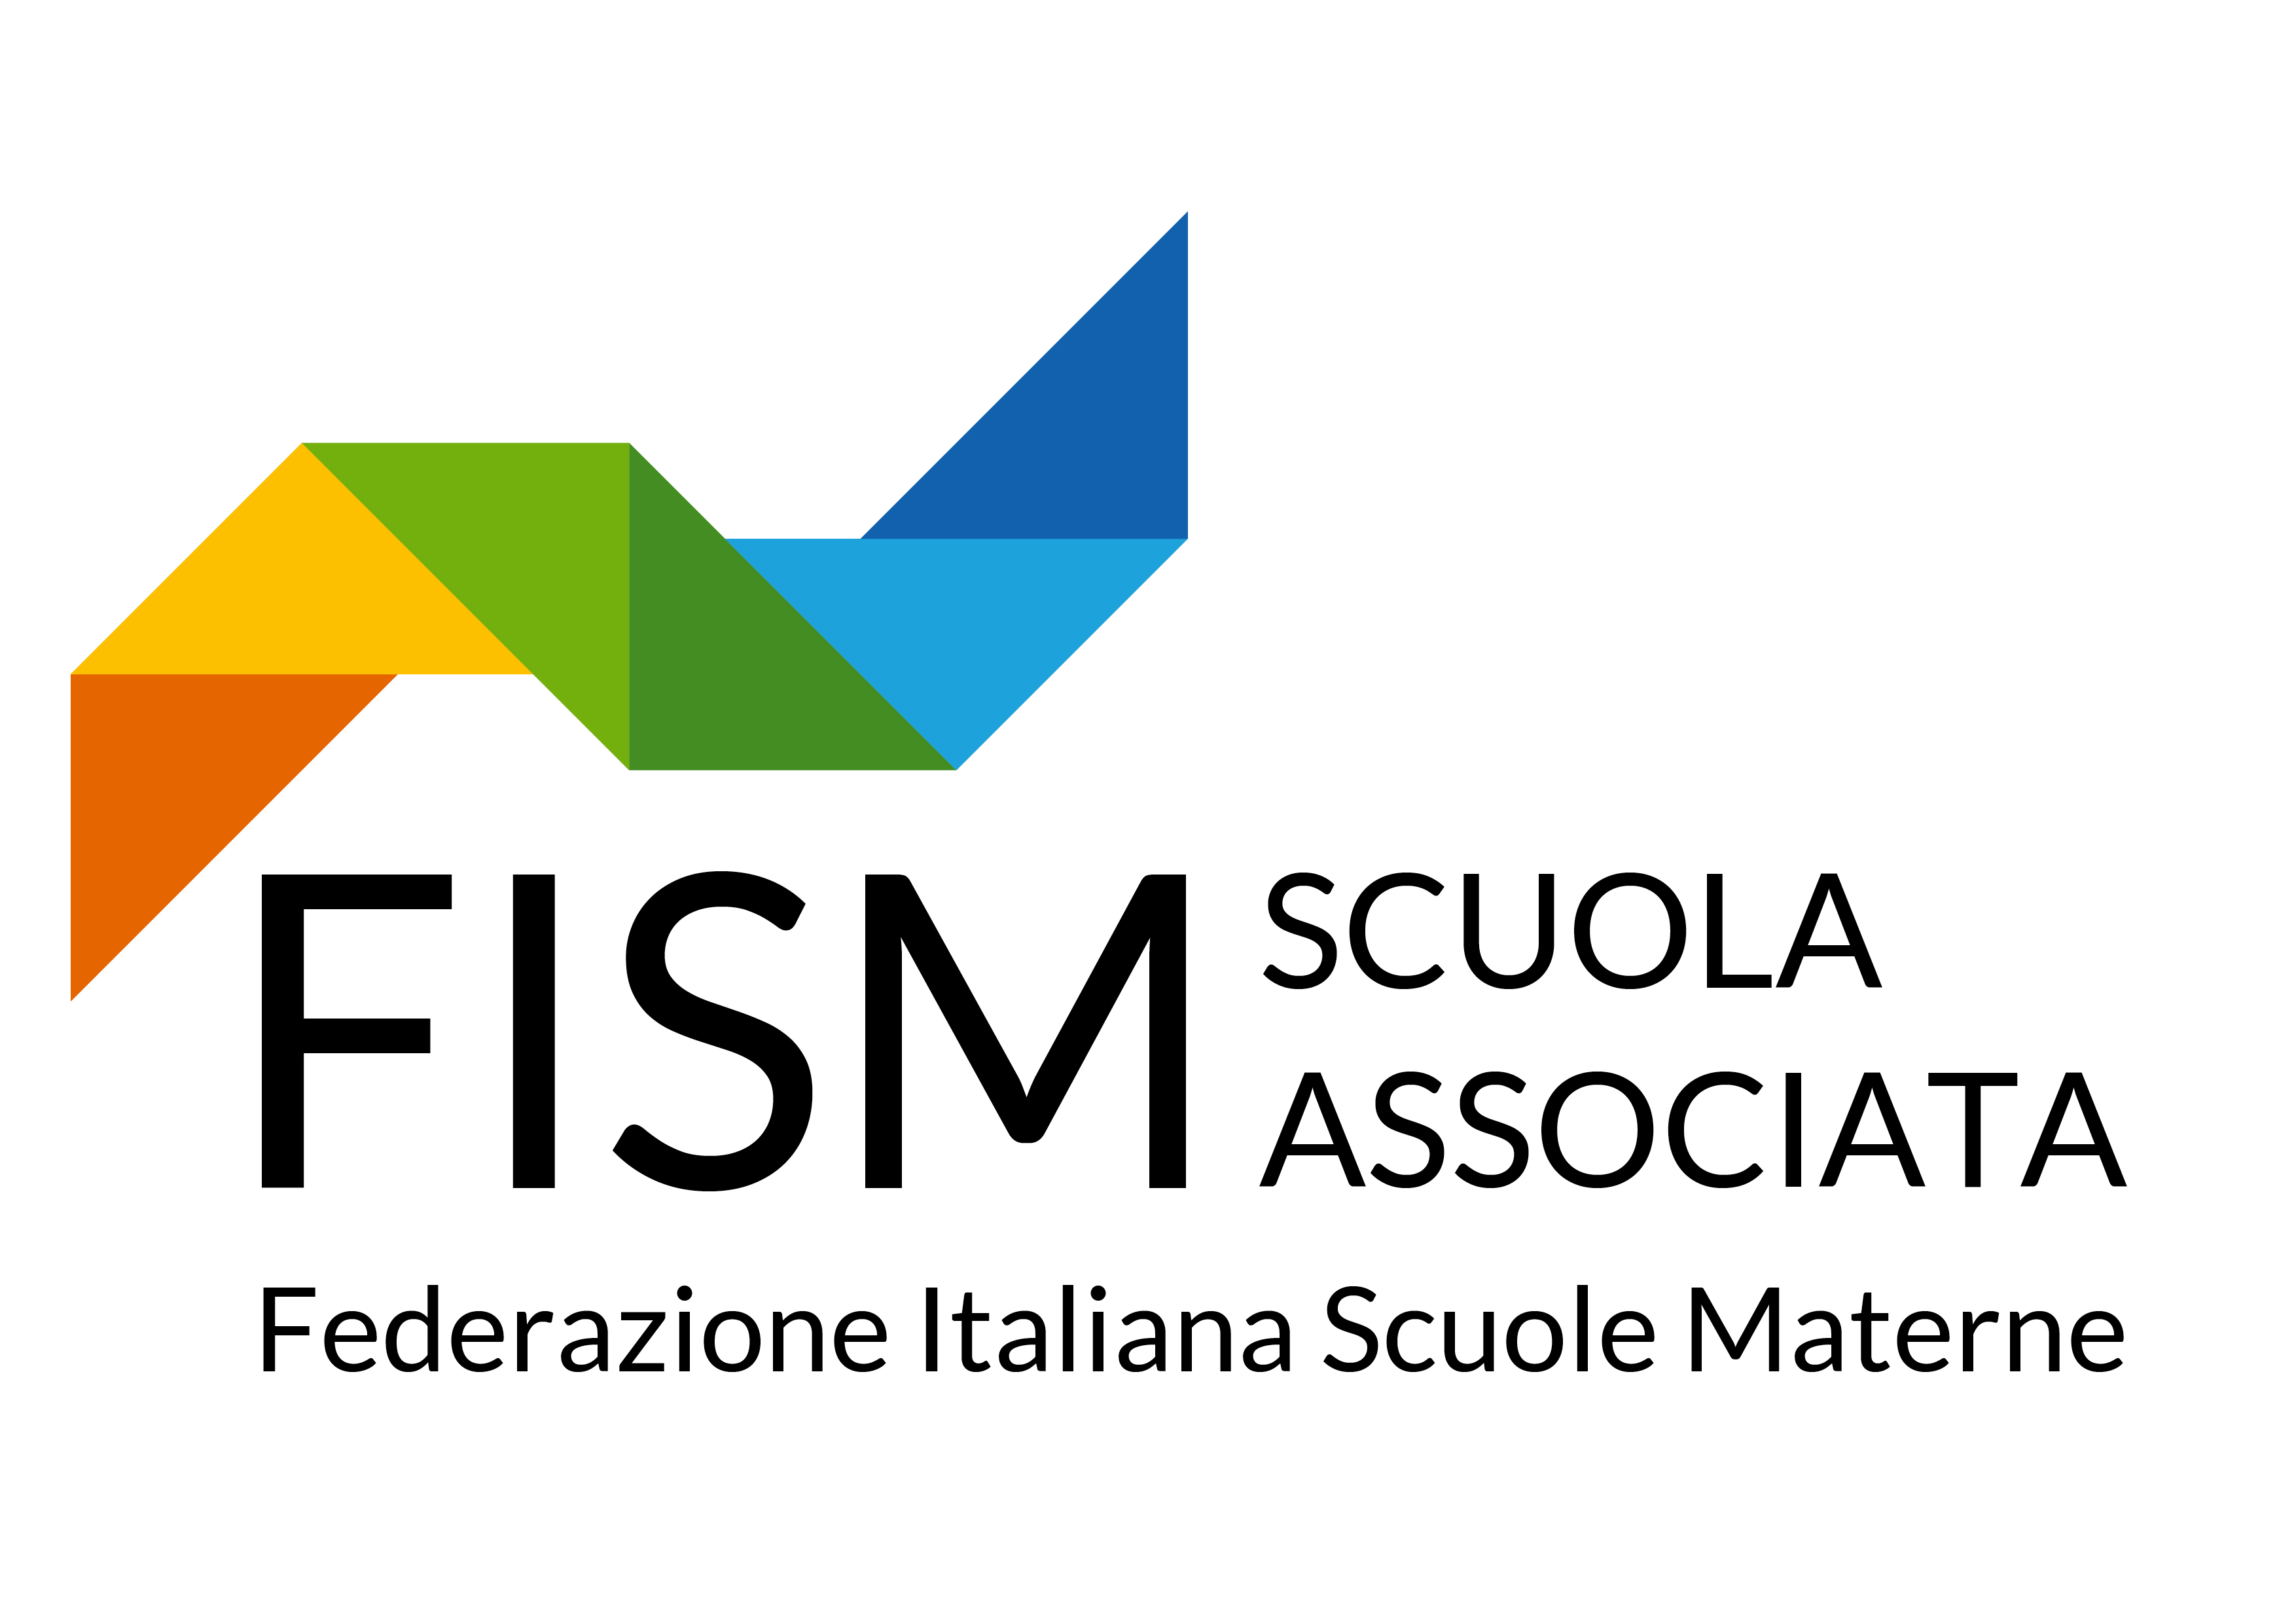 FISM
SCUOLA
ASSOCIATA
Federazione Italiana Scuole Materne